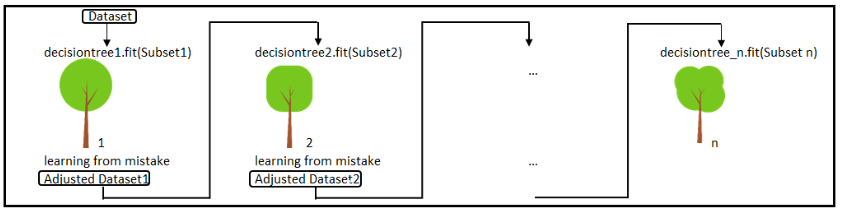 Dataset
decisiontree1.fit(Subset1)
decisiontree2.fit(Subset2)
...
decisiontree_n.fit(Subset n)
1
2
n
learning from mistake
learning from mistake
...
Adjusted Dataset1
Adjusted Dataset2